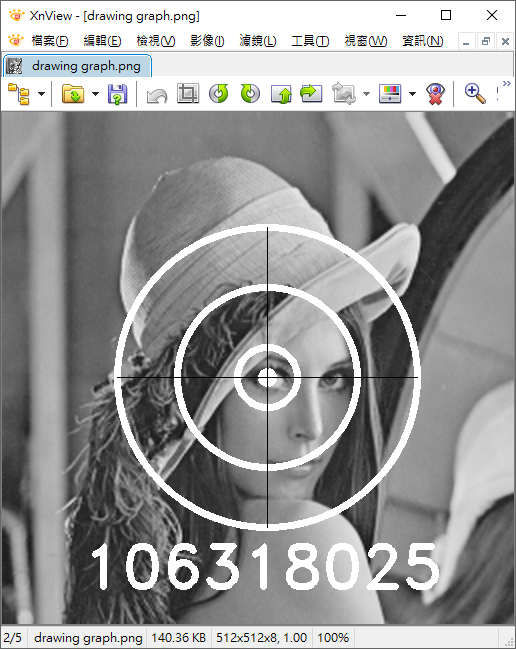 XnView - [drawing graph.png]
檔案(F) 編輯(E) 檢視(V) 影像(I) 濾鏡(L) 工具(T) 視窗(W) 資訊(N)
drawing graph.png
106318025
2/5 drawing graph.png 140.36 KB 512x512x8, 1.00 100%